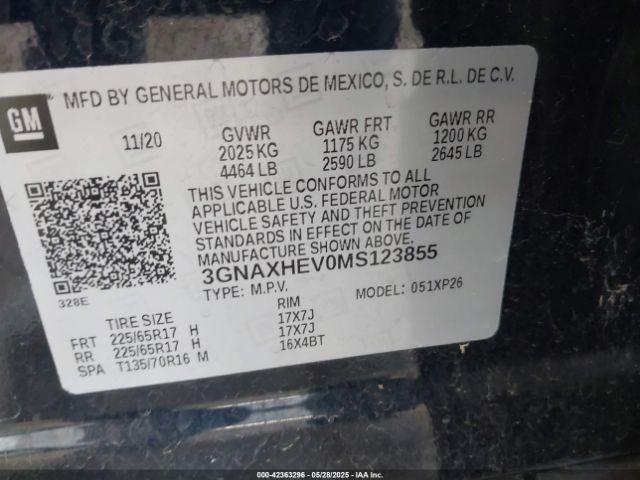 GM
MFD BY GENERAL MOTORS DE MEXICO, S. DE R.L. DE C.V.
11/20 GVWR GAWR FRT GAWR RR
2025 KG 1175 KG 1200 KG
4464 LB 2590 LB 2645 LB
THIS VEHICLE CONFORMS TO ALL
APPLICABLE U.S. FEDERAL MOTOR
VEHICLE SAFETY AND THEFT PREVENTION
STANDARDS IN EFFECT ON THE DATE OF
MANUFACTURE SHOWN ABOVE.
3GNAXHEV0MS123855
328E
TYPE: M.P.V. MODEL: 051XP26
TIRE SIZE RIM
FRT 225/65R17 H 17X7J
RR 225/65R17 H 17X7J
SPA T135/70R16 M 16X4BT
000-42363296 - 05/28/2025 - IAAI.COM